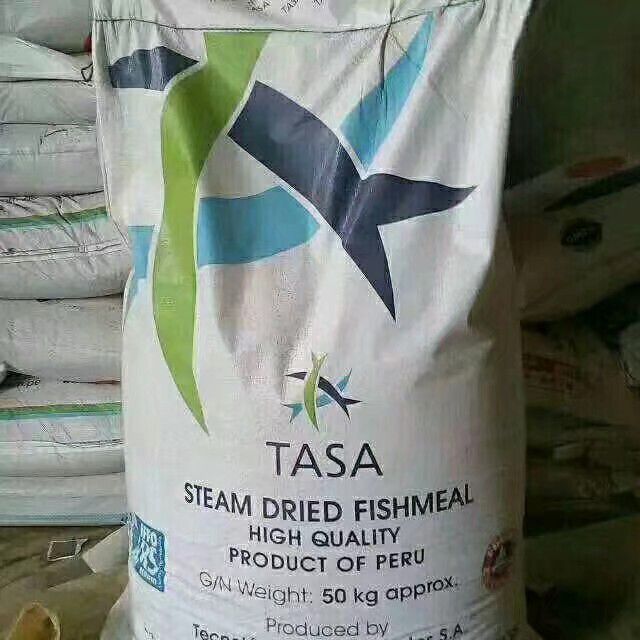 TASA
STEAM DRIED FISHMEAL
HIGH QUALITY
PRODUCT OF PERU
G/N Weight: 50 kg approx.
Produced by
S.A.